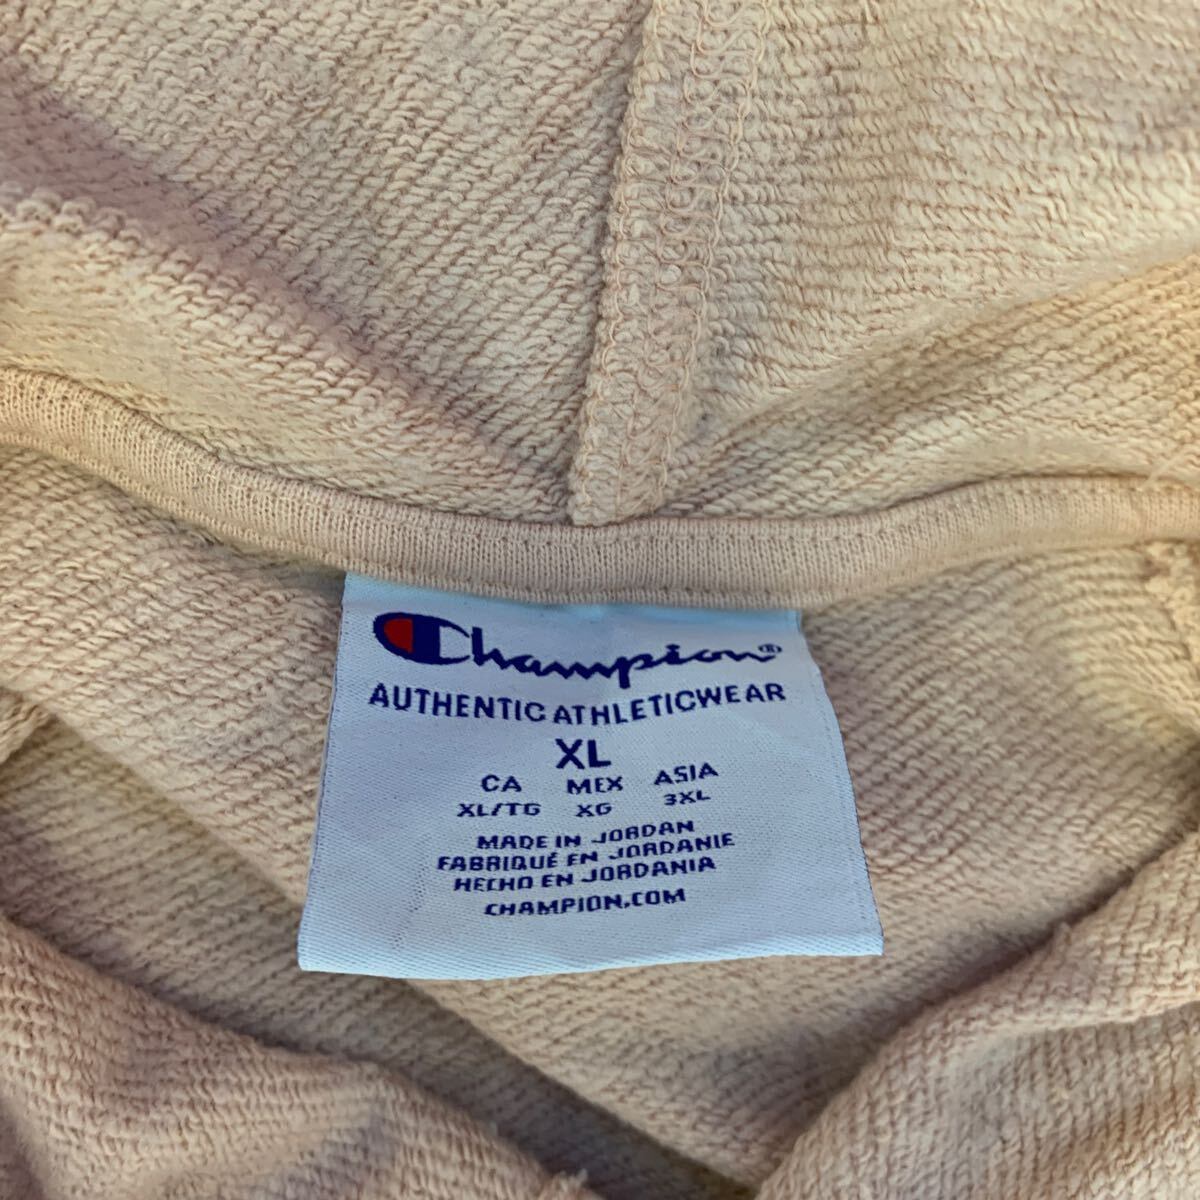 Champion®
AUTHENTIC ATHLETICWEAR
XL
CA MEX ASIA
XL/TG XG 3XL
MADE IN JORDAN
FABRIQUÉ EN JORDANIE
HECHO EN JORDANIA
CHAMPION.COM